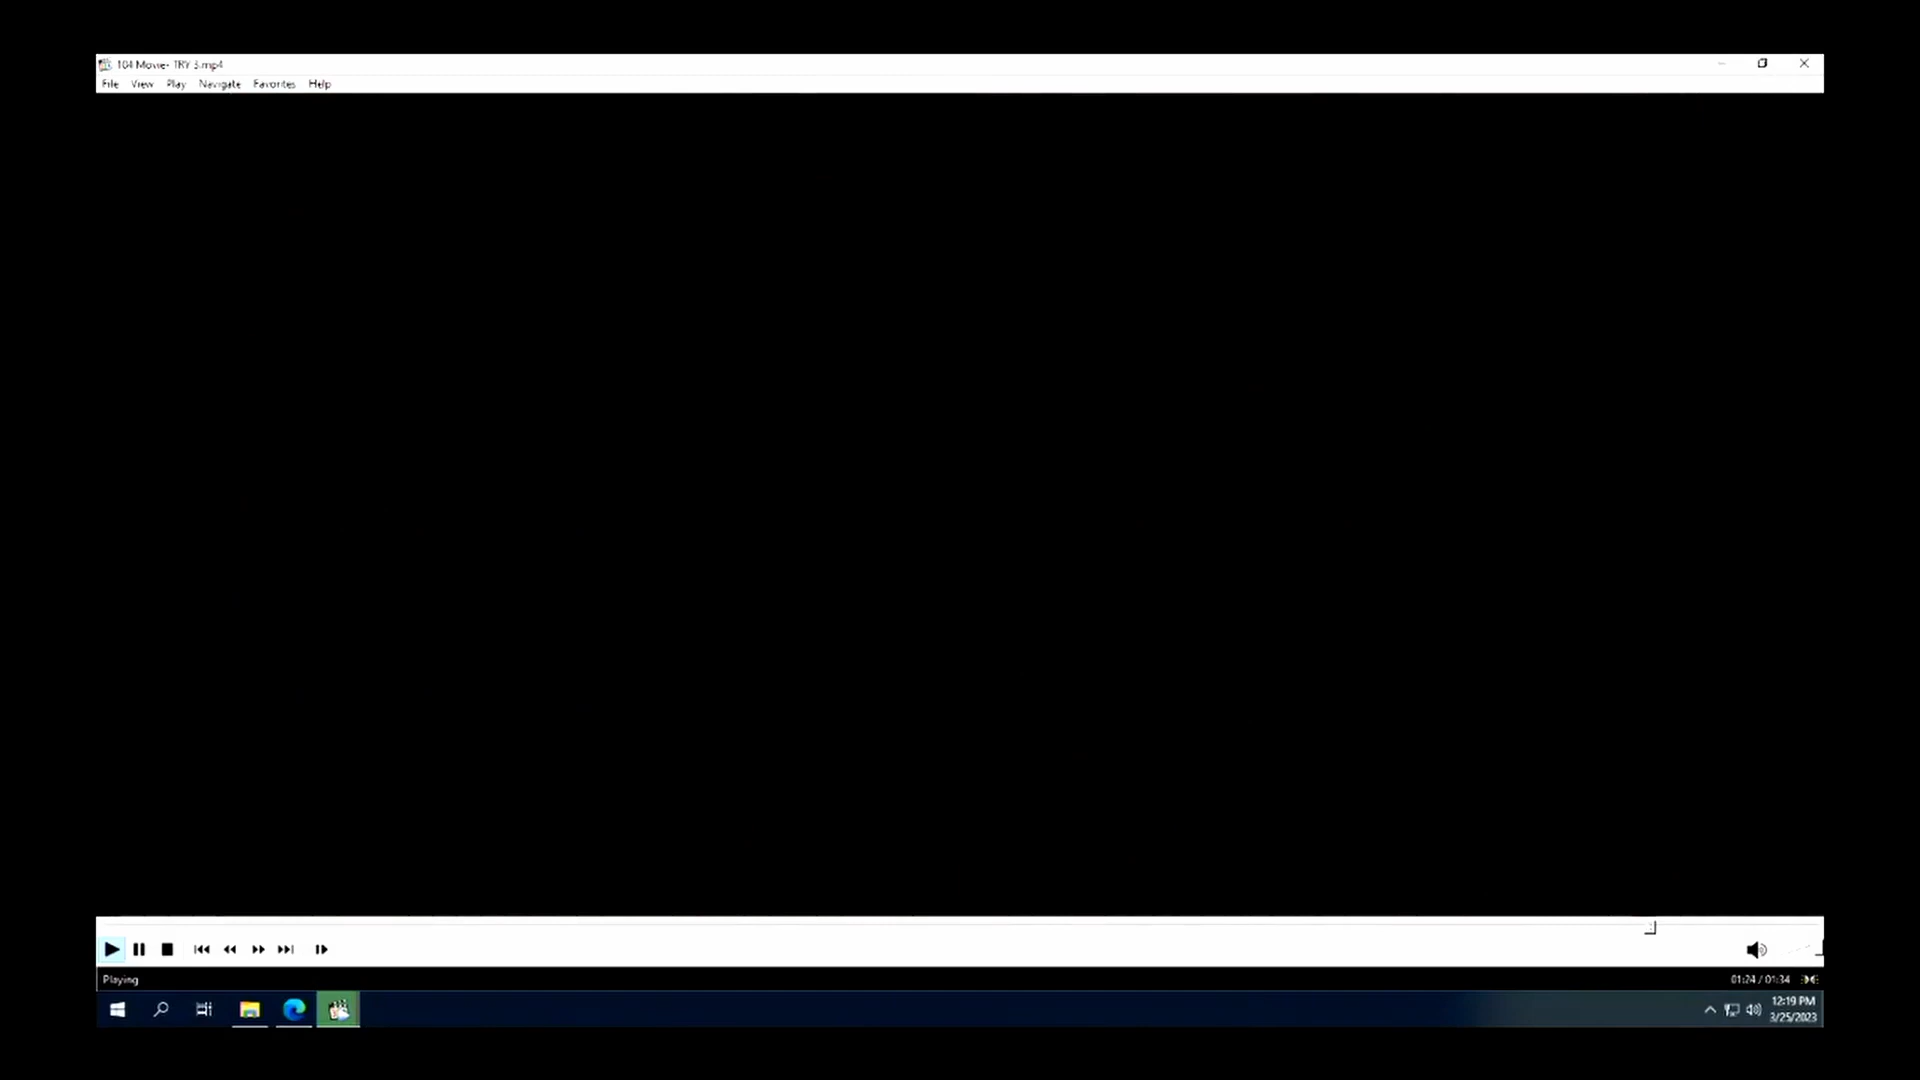 104 Movie- TRY 3.mp4
File View Play Navigate Favorites Help
Playing
01:24 / 01:34
12:19 PM
3/25/2023